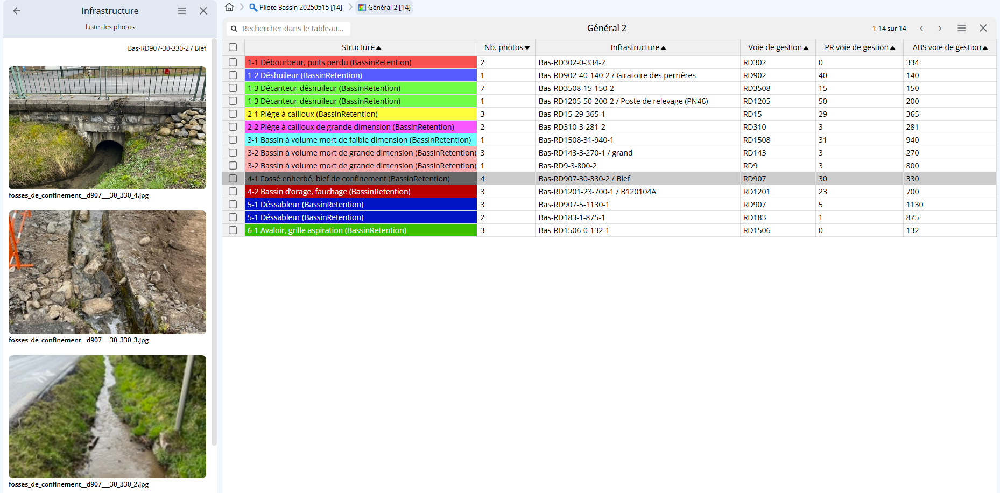 Infrastructure
Liste des photos
Bas-RD907-30-330-2 / Bief
fosses_de_confinement__d907___30_330_4.jpg
fosses_de_confinement__d907___30_330_3.jpg
fosses_de_confinement__d907___30_330_2.jpg
Pilote Bassin 20250515 [14] Général 2 [14]
Rechercher dans le tableau... Général 2 1-14 sur 14
Structure▲ Nb. photos▼ Infrastructure▲ Voie de gestion▲ PR voie de gestion▲ ABS voie de gestion▲
1-1 Débourbeur, puits perdu (BassinRetention) 2 Bas-RD302-0-334-2 RD302 0 334
1-2 Déshuileur (BassinRetention) 1 Bas-RD902-40-140-2 / Giratoire des perrières RD902 40 140
1-3 Décanteur-déshuileur (BassinRetention) 7 Bas-RD3508-15-150-2 RD3508 15 150
1-3 Décanteur-déshuileur (BassinRetention) 1 Bas-RD1205-50-200-2 / Poste de relevage (PN46) RD1205 50 200
2-1 Piège à cailloux (BassinRetention) 3 Bas-RD15-29-365-1 RD15 29 365
2-2 Piège à cailloux de grande dimension (BassinRetention) 2 Bas-RD310-3-281-2 RD310 3 281
3-1 Bassin à volume mort de faible dimension (BassinRetention) 1 Bas-RD1508-31-940-1 RD1508 31 940
3-2 Bassin à volume mort de grande dimension (BassinRetention) 3 Bas-RD143-3-270-1 / grand RD143 3 270
3-2 Bassin à volume mort de grande dimension (BassinRetention) 1 Bas-RD9-3-800-2 RD9 3 800
4-1 Fossé enherbé, bief de confinement (BassinRetention) 4 Bas-RD907-30-330-2 / Bief RD907 30 330
4-2 Bassin d’orage, fauchage (BassinRetention) 3 Bas-RD1201-23-700-1 / B120104A RD1201 23 700
5-1 Déssableur (BassinRetention) 3 Bas-RD907-5-1130-1 RD907 5 1130
5-1 Déssableur (BassinRetention) 2 Bas-RD183-1-875-1 RD183 1 875
6-1 Avaloir, grille aspiration (BassinRetention) 3 Bas-RD1506-0-132-1 RD1506 0 132